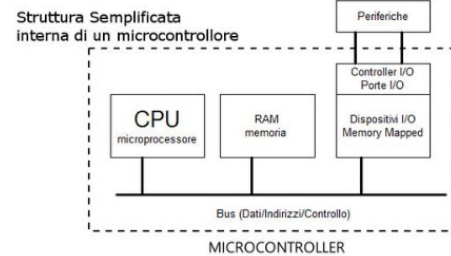 Struttura Semplificata
interna di un microcontrollore
Periferiche
Controller I/O
Porte I/O
CPU
microprocessore
RAM
memoria
Dispositivi I/O
Memory Mapped
Bus (Dati/Indirizzi/Controllo)
MICROCONTROLLER